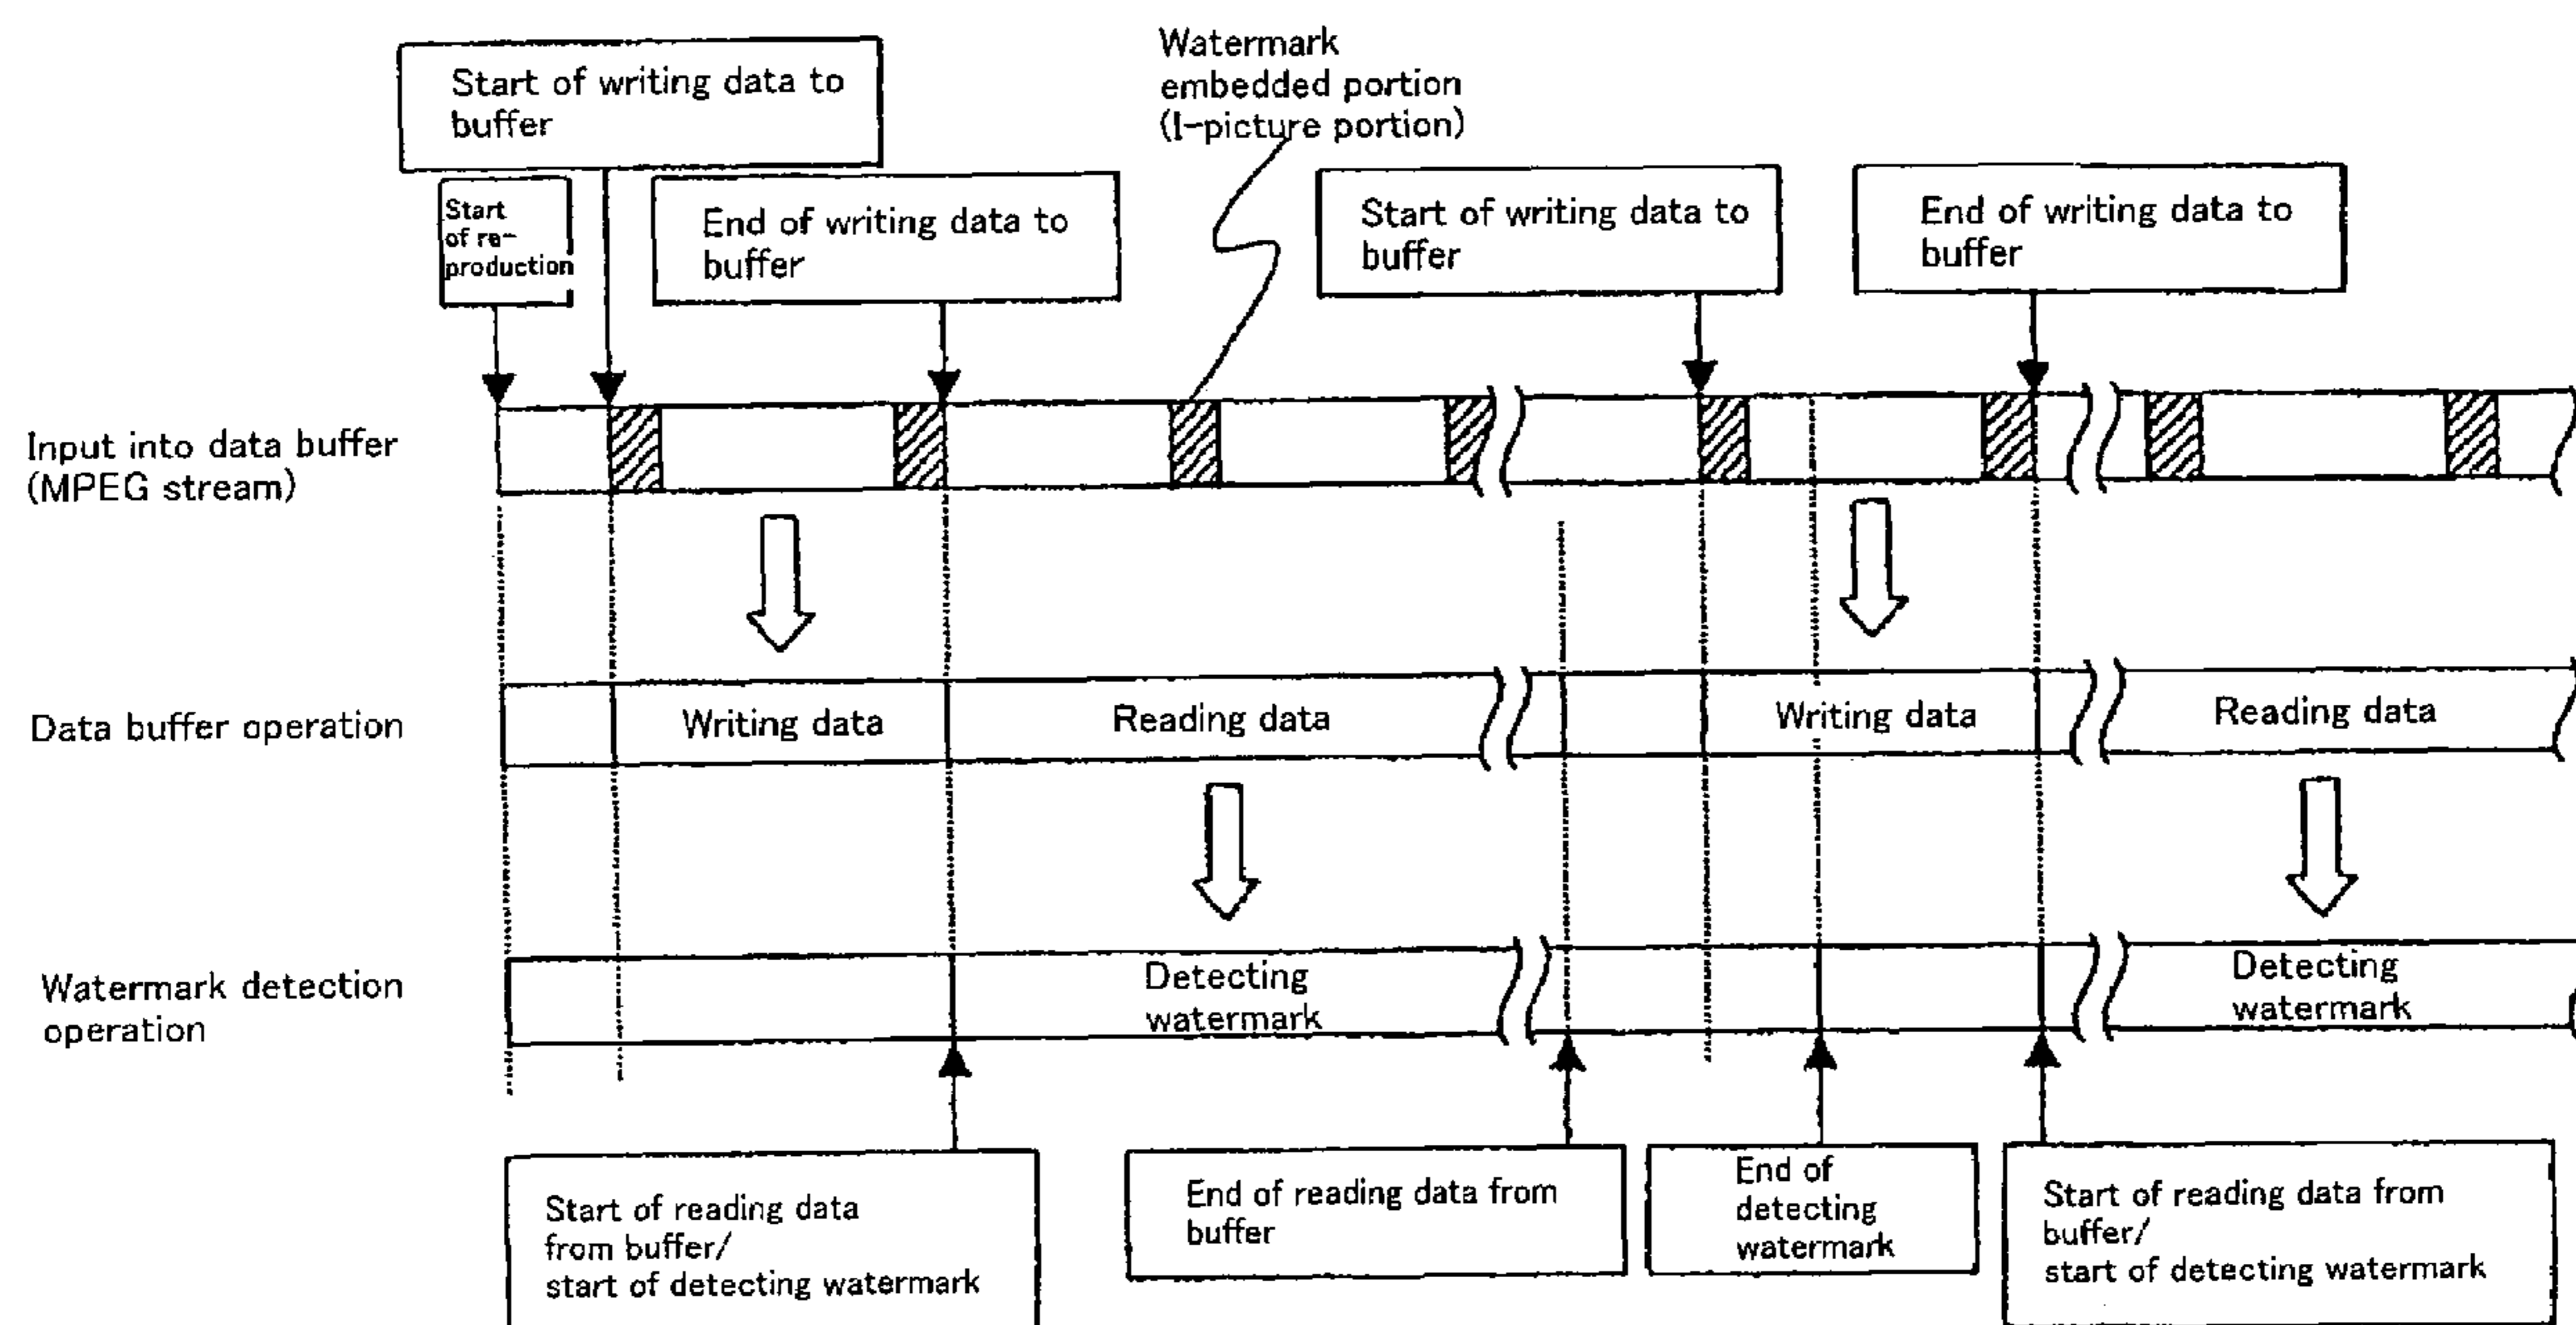 Start of writing data to
buffer
Watermark
embedded portion
(I-picture portion)
Start
of re-
production
End of writing data to
buffer
Start of writing data to
buffer
End of writing data to
buffer
Input into data buffer
(MPEG stream)
Data buffer operation
Writing data
Reading data
Writing data
Reading data
Watermark detection
operation
Detecting
watermark
Detecting
watermark
Start of reading data
from buffer/
start of detecting watermark
End of reading data from
buffer
End of
detecting
watermark
Start of reading data from
buffer/
start of detecting watermark